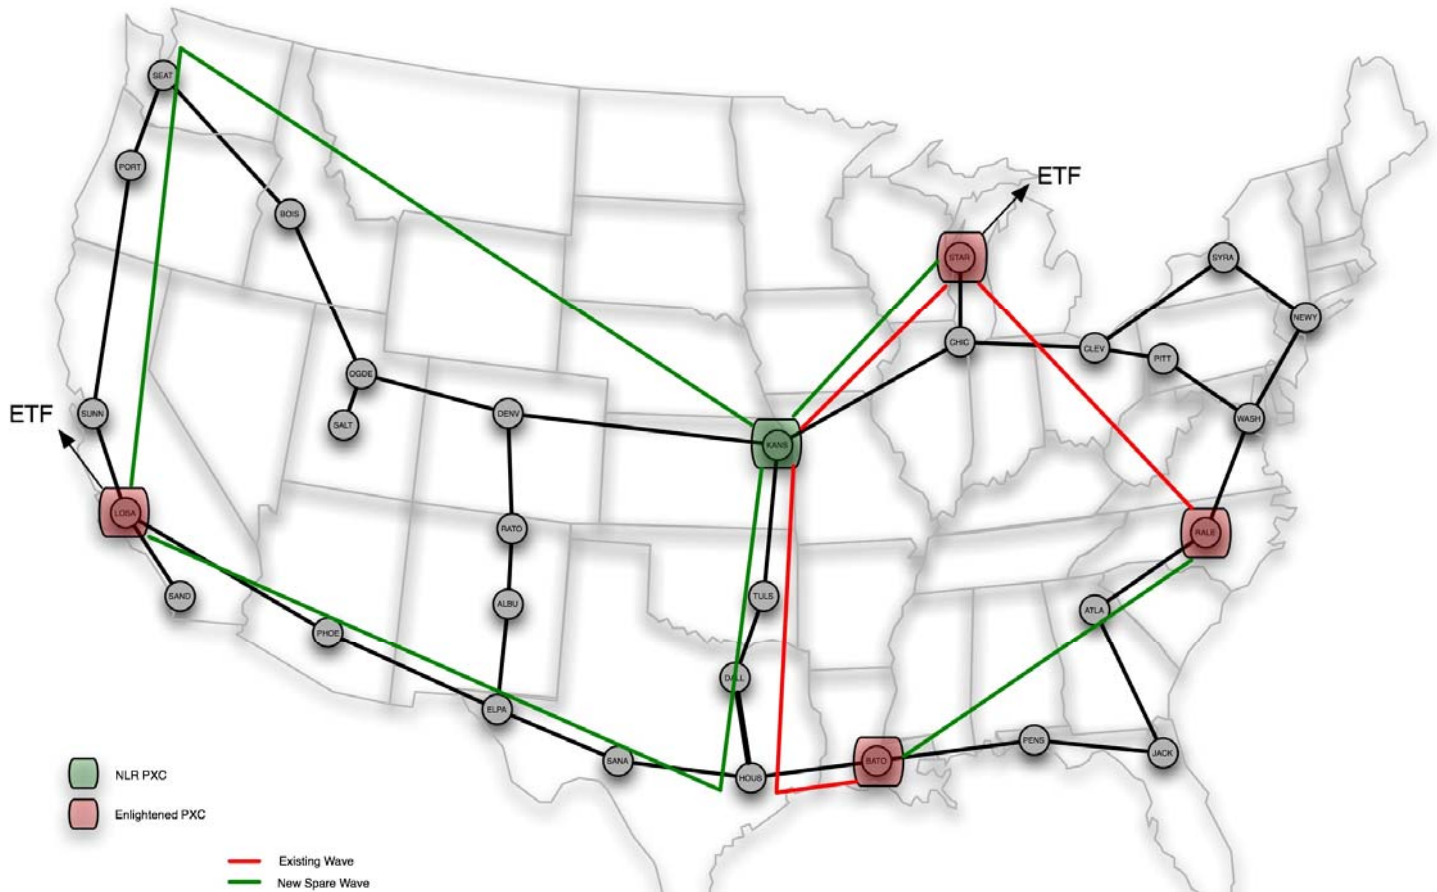 SEAT
PORT
BOIS
ETF
STAR
SYRA
NEWY
CHIC
CLEV
PITT
OGDE
DENV
SALT
SUNN
ETF
KANS
WASH
LOSA
RATO
RALE
SAND
ALBU
TULS
ATLA
PHOE
DALL
ELPA
SANA
HOUS
BATO
PENS
JACK
NLR PXC
Enlightened PXC
Existing Wave
New Spare Wave